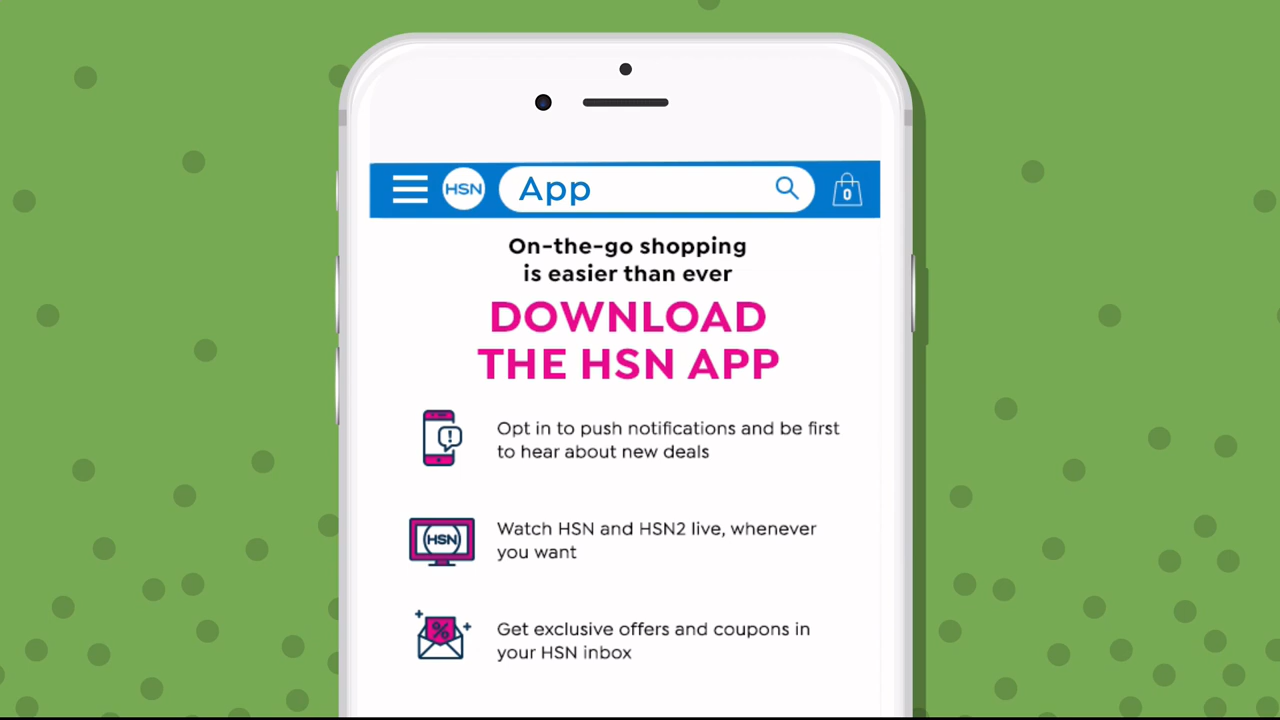 HSN App 0
On-the-go shopping
is easier than ever
DOWNLOAD
THE HSN APP
Opt in to push notifications and be first
to hear about new deals
HSN
Watch HSN and HSN2 live, whenever
you want
%
Get exclusive offers and coupons in
your HSN inbox